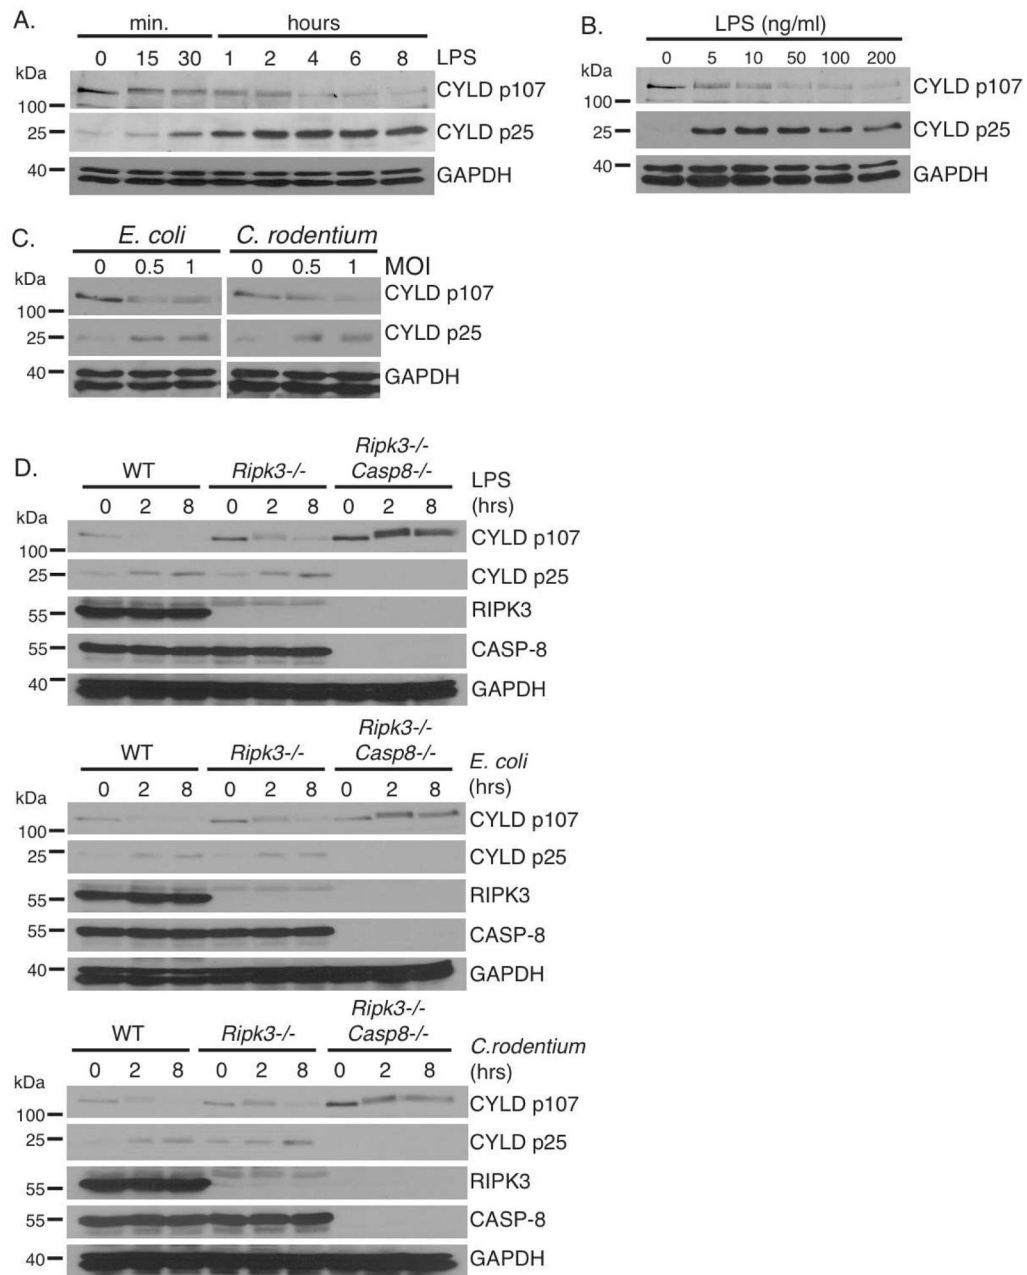 A.
min. hours
0 15 30 1 2 4 6 8 LPS
kDa
CYLD p107
100
25 CYLD p25
40 GAPDH
B.
LPS (ng/ml)
0 5 10 50 100 200
kDa
CYLD p107
100
25 CYLD p25
40 GAPDH
C.
E. coli C. rodentium
0 0.5 1 0 0.5 1 MOI
kDa
CYLD p107
100
25 CYLD p25
40 GAPDH
D.
Ripk3-/-
WT Ripk3-/- Casp8-/- LPS
0 2 8 0 2 8 0 2 8 (hrs)
kDa
CYLD p107
100
25 CYLD p25
55 RIPK3
55 CASP-8
40 GAPDH
Ripk3-/-
WT Ripk3-/- Casp8-/- E. coli
0 2 8 0 2 8 0 2 8 (hrs)
kDa
CYLD p107
100
25 CYLD p25
55 RIPK3
55 CASP-8
40 GAPDH
Ripk3-/-
WT Ripk3-/- Casp8-/- C.rodentium
0 2 8 0 2 8 0 2 8 (hrs)
kDa
CYLD p107
100
25 CYLD p25
55 RIPK3
55 CASP-8
40 GAPDH